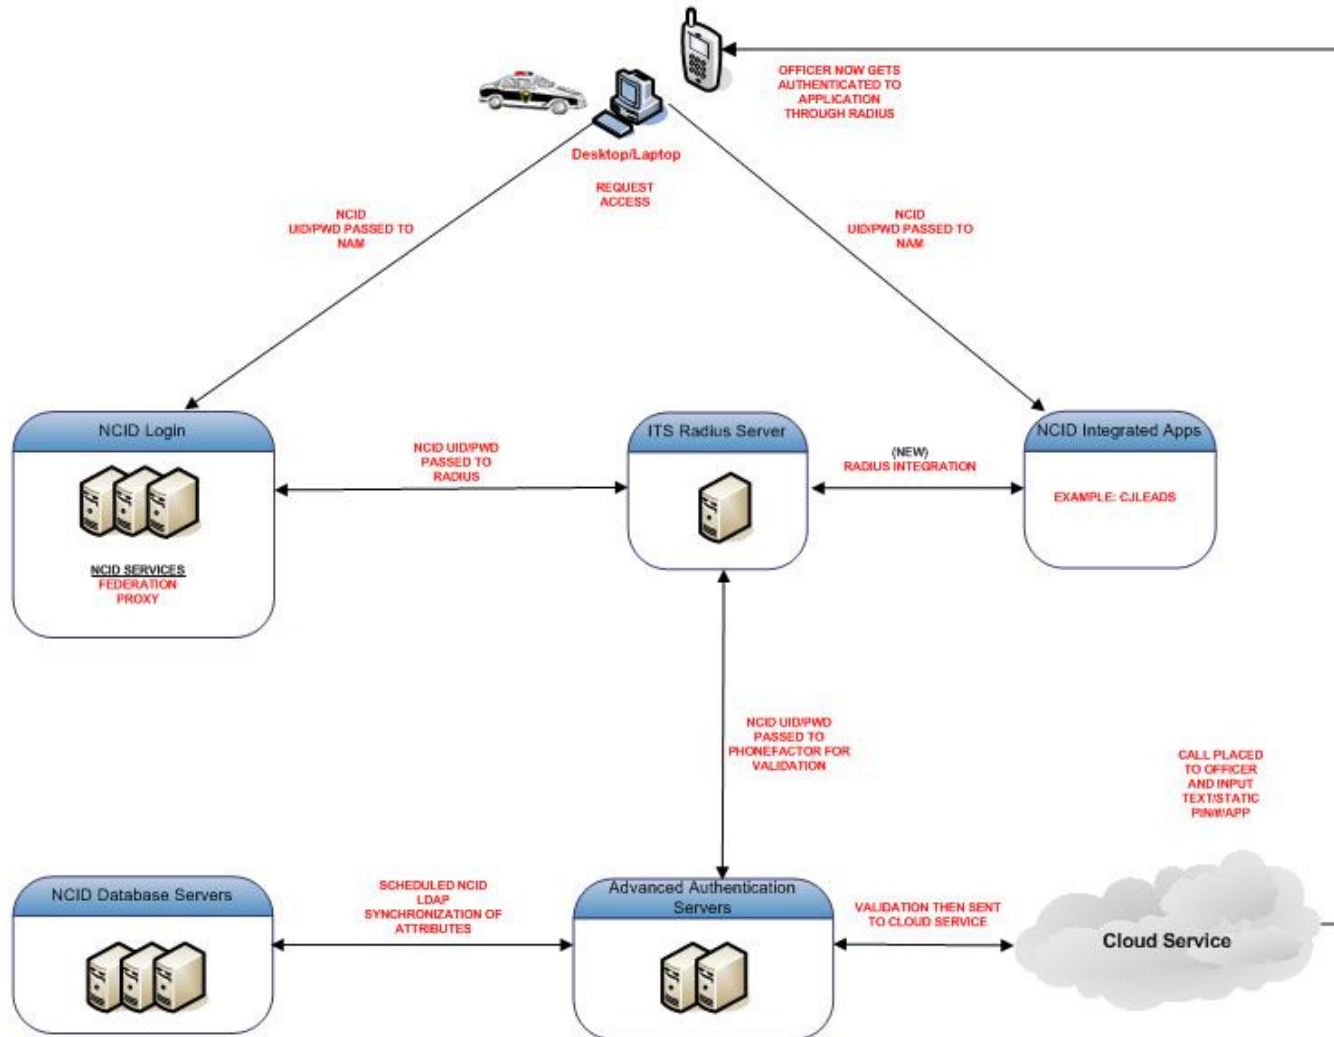 OFFICER NOW GETS
AUTHENTICATED TO
APPLICATION
THROUGH RADIUS
Desktop/Laptop
REQUEST
ACCESS
NCID
UID/PWD PASSED TO
NAM
NCID
UID/PWD PASSED TO
NAM
NCID Login
NCID SERVICES
FEDERATION
PROXY
NCID UID/PWD
PASSED TO
RADIUS
ITS Radius Server
(NEW)
RADIUS INTEGRATION
NCID Integrated Apps
EXAMPLE: CJLEADS
NCID UID/PWD
PASSED TO
PHONEFACTOR FOR
VALIDATION
CALL PLACED
TO OFFICER
AND INPUT
TEXT/STATIC
PIN/#/APP
NCID Database Servers
SCHEDULED NCID
LDAP
SYNCHRONIZATION OF
ATTRIBUTES
Advanced Authentication
Servers
VALIDATION THEN SENT
TO CLOUD SERVICE
Cloud Service